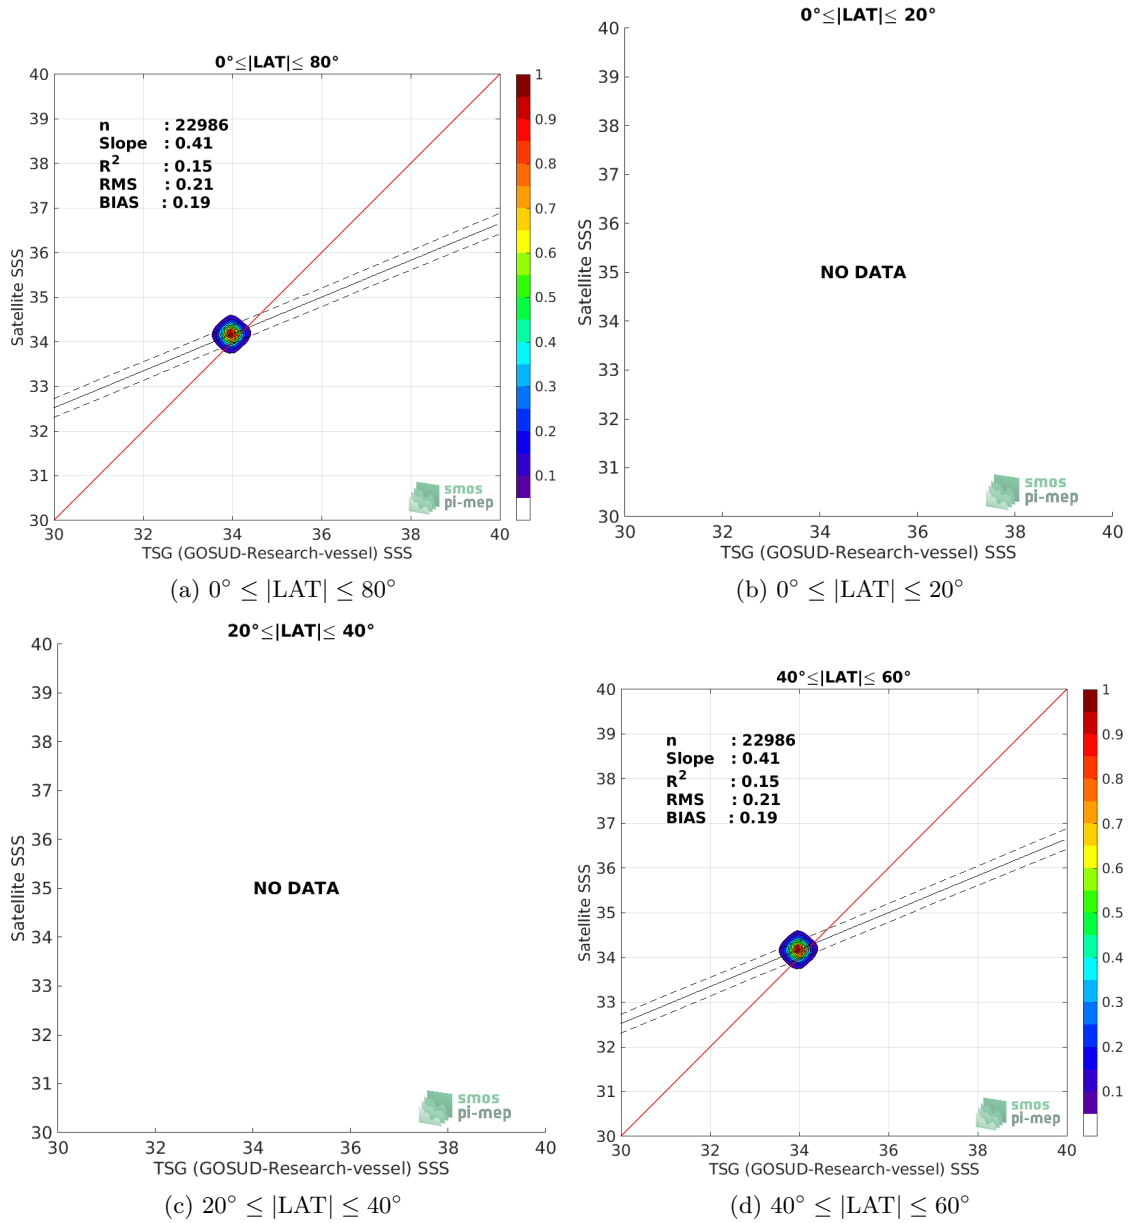 0°≤|LAT|≤ 80°
40
39
38
37
36
35
34
33
32
31
30
n : 22986
Slope : 0.41
R2 : 0.15
RMS : 0.21
BIAS : 0.19
Satellite SSS
30 32 34 36 38 40
TSG (GOSUD-Research-vessel) SSS
1
0.9
0.8
0.7
0.6
0.5
0.4
0.3
0.2
0.1
smos
pi-mep
(a) 0° ≤ |LAT| ≤ 80°
0°≤|LAT|≤ 20°
40
39
38
37
36
35
34
33
32
31
30
Satellite SSS
NO DATA
smos
pi-mep
30 32 34 36 38 40
TSG (GOSUD-Research-vessel) SSS
(b) 0° ≤ |LAT| ≤ 20°
20°≤|LAT|≤ 40°
40
39
38
37
36
35
34
33
32
31
30
Satellite SSS
NO DATA
smos
pi-mep
30 32 34 36 38 40
TSG (GOSUD-Research-vessel) SSS
(c) 20° ≤ |LAT| ≤ 40°
40°≤|LAT|≤ 60°
40
39
38
37
36
35
34
33
32
31
30
n : 22986
Slope : 0.41
R2 : 0.15
RMS : 0.21
BIAS : 0.19
Satellite SSS
30 32 34 36 38 40
TSG (GOSUD-Research-vessel) SSS
1
0.9
0.8
0.7
0.6
0.5
0.4
0.3
0.2
0.1
smos
pi-mep
(d) 40° ≤ |LAT| ≤ 60°